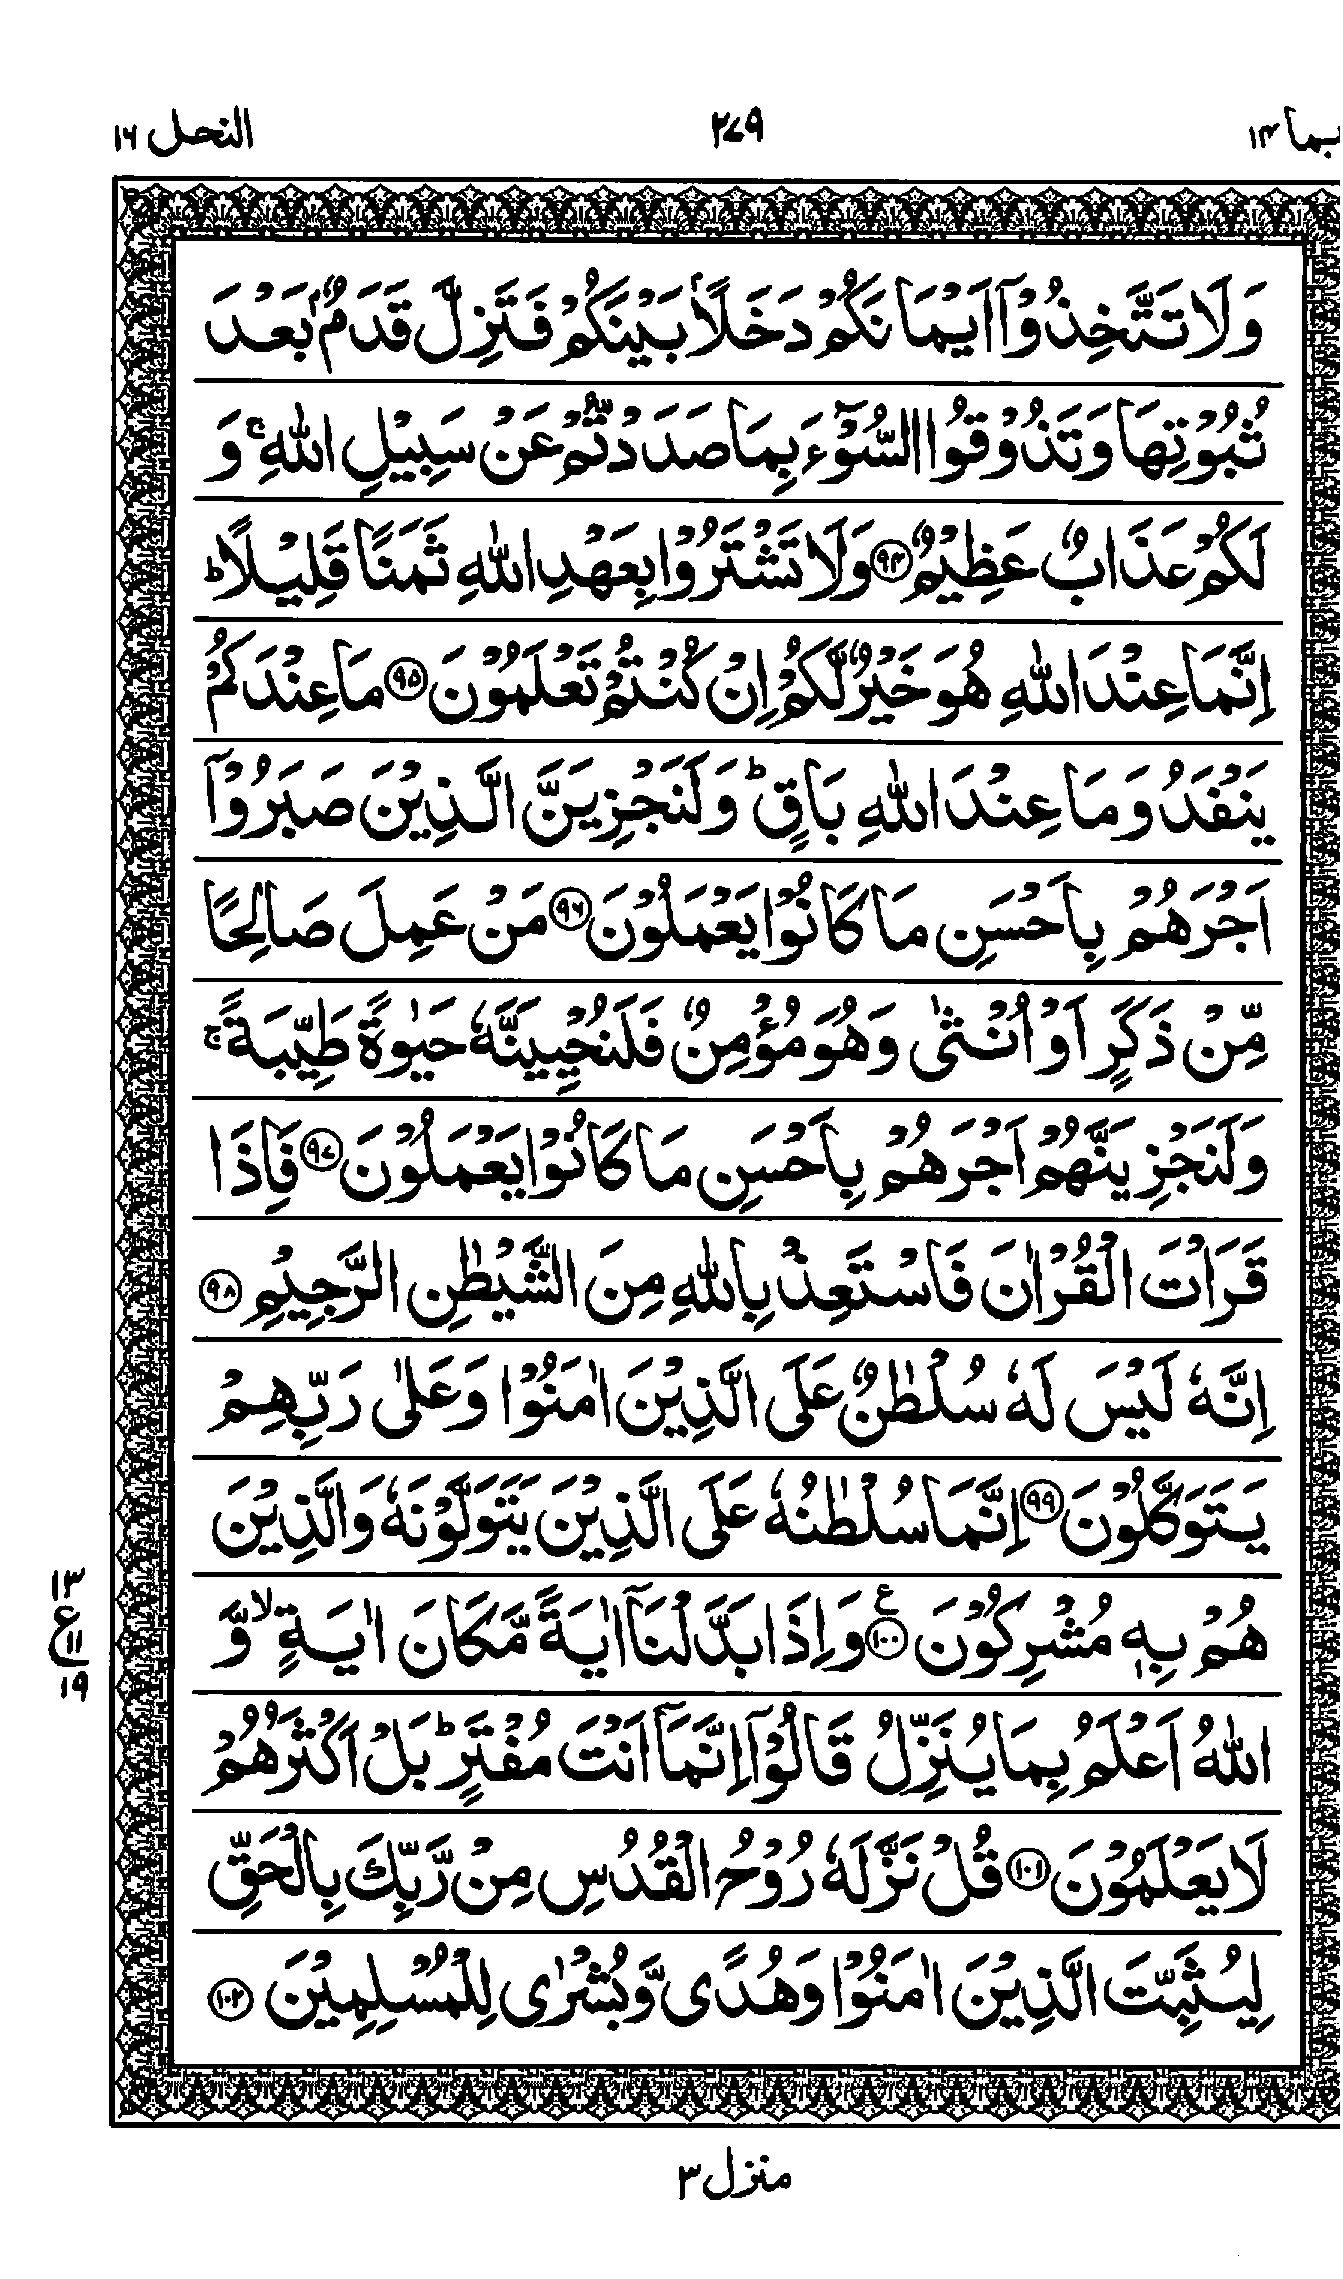 ربما ١٤ ٢٧٩ النحل ١٦
وَلَا تَتَّخِذُوْۤا اَيْمَانَكُمْ دَخَلًاۢ بَيْنَكُمْ فَتَزِلَّ قَدَمٌۢ بَعْدَ
ثُبُوْتِهَا وَتَذُوْقُوا السُّوْٓءَ بِمَا صَدَدْتُّمْ عَنْ سَبِيْلِ اللّٰهِ ۚ وَ
لَكُمْ عَذَابٌ عَظِيْمٌ ﴿٩٤﴾ وَلَا تَشْتَرُوْا بِعَهْدِ اللّٰهِ ثَمَنًا قَلِيْلًا ؕ
اِنَّمَا عِنْدَ اللّٰهِ هُوَ خَيْرٌ لَّكُمْ اِنْ كُنْتُمْ تَعْلَمُوْنَ ﴿٩٥﴾ مَا عِنْدَكُمْ
يَنْفَدُ وَمَا عِنْدَ اللّٰهِ بَاقٍ ؕ وَلَنَجْزِيَنَّ الَّذِيْنَ صَبَرُوْۤا
اَجْرَهُمْ بِاَحْسَنِ مَا كَانُوْا يَعْمَلُوْنَ ﴿٩٦﴾ مَنْ عَمِلَ صَالِحًا
مِّنْ ذَكَرٍ اَوْ اُنْثٰى وَهُوَ مُؤْمِنٌ فَلَنُحْيِيَنَّهٗ حَيٰوةً طَيِّبَةً ۚ
وَلَنَجْزِيَنَّهُمْ اَجْرَهُمْ بِاَحْسَنِ مَا كَانُوْا يَعْمَلُوْنَ ﴿٩٧﴾ فَاِذَا
قَرَاْتَ الْقُرْاٰنَ فَاسْتَعِذْ بِاللّٰهِ مِنَ الشَّيْطٰنِ الرَّجِيْمِ ﴿٩٨﴾
اِنَّهٗ لَيْسَ لَهٗ سُلْطٰنٌ عَلَى الَّذِيْنَ اٰمَنُوْا وَعَلٰى رَبِّهِمْ
يَتَوَكَّلُوْنَ ﴿٩٩﴾ اِنَّمَا سُلْطٰنُهٗ عَلَى الَّذِيْنَ يَتَوَلَّوْنَهٗ وَالَّذِيْنَ
هُمْ بِهٖ مُشْرِكُوْنَ ﴿١٠٠﴾ ع وَاِذَا بَدَّلْنَاۤ اٰيَةً مَّكَانَ اٰيَةٍ ۙ وَّ
١٣ ع ١١ ١٩
اللّٰهُ اَعْلَمُ بِمَا يُنَزِّلُ قَالُوْۤا اِنَّمَاۤ اَنْتَ مُفْتَرٍ ؕ بَلْ اَكْثَرُهُمْ
لَا يَعْلَمُوْنَ ﴿١٠١﴾ قُلْ نَزَّلَهٗ رُوْحُ الْقُدُسِ مِنْ رَّبِّكَ بِالْحَقِّ
لِيُثَبِّتَ الَّذِيْنَ اٰمَنُوْا وَهُدًى وَّبُشْرٰى لِلْمُسْلِمِيْنَ ﴿١٠٢﴾
منزل ٣